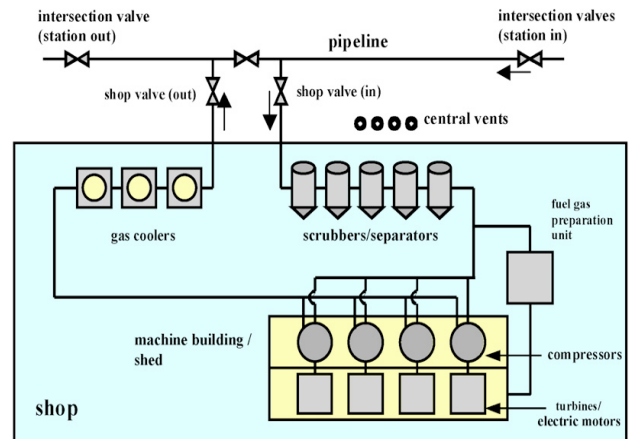 intersection valve
(station out)
pipeline
intersection valves
(station in)
shop valve (out)
shop valve (in)
central vents
gas coolers
scrubbers/separators
fuel gas
preparation
unit
machine building /
shed
compressors
shop
turbines/
electric motors